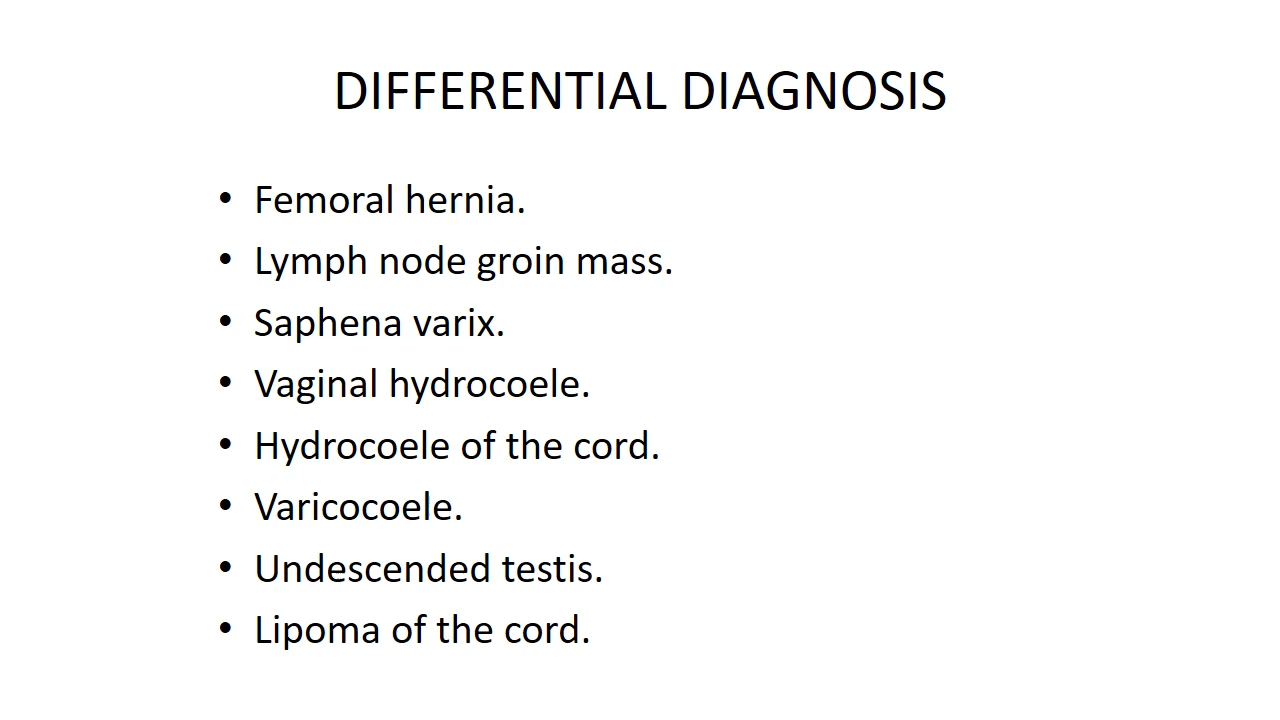 DIFFERENTIAL DIAGNOSIS
• Femoral hernia.
• Lymph node groin mass.
• Saphena varix.
• Vaginal hydrocoele.
• Hydrocoele of the cord.
• Varicocoele.
• Undescended testis.
• Lipoma of the cord.